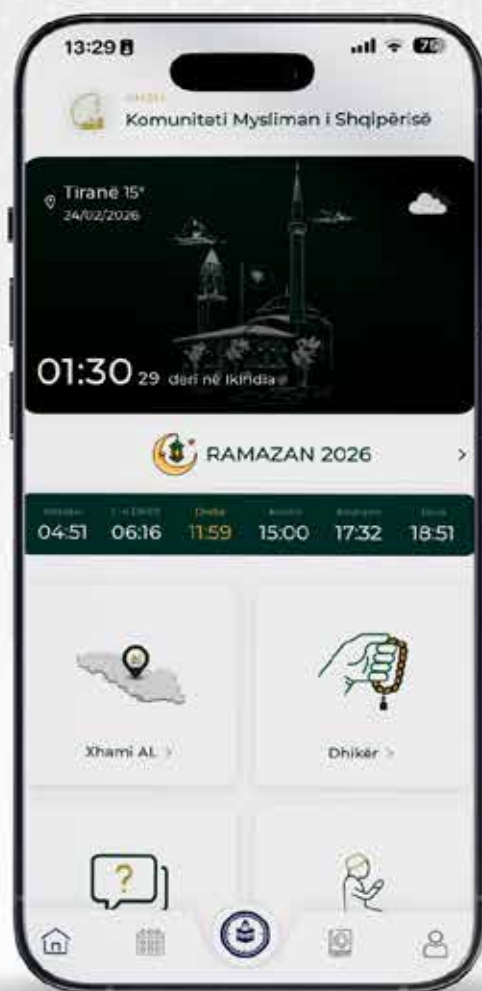 13:29
70
Komuniteti Mysliman i Shqipërisë
Tiranë 15°
24/02/2026
01:30 29 deri në Ikindia
RAMAZAN 2026 >
Dreka
04:51 06:16 11:59 15:00 17:32 18:51
Xhami AL >
Dhikër >
?